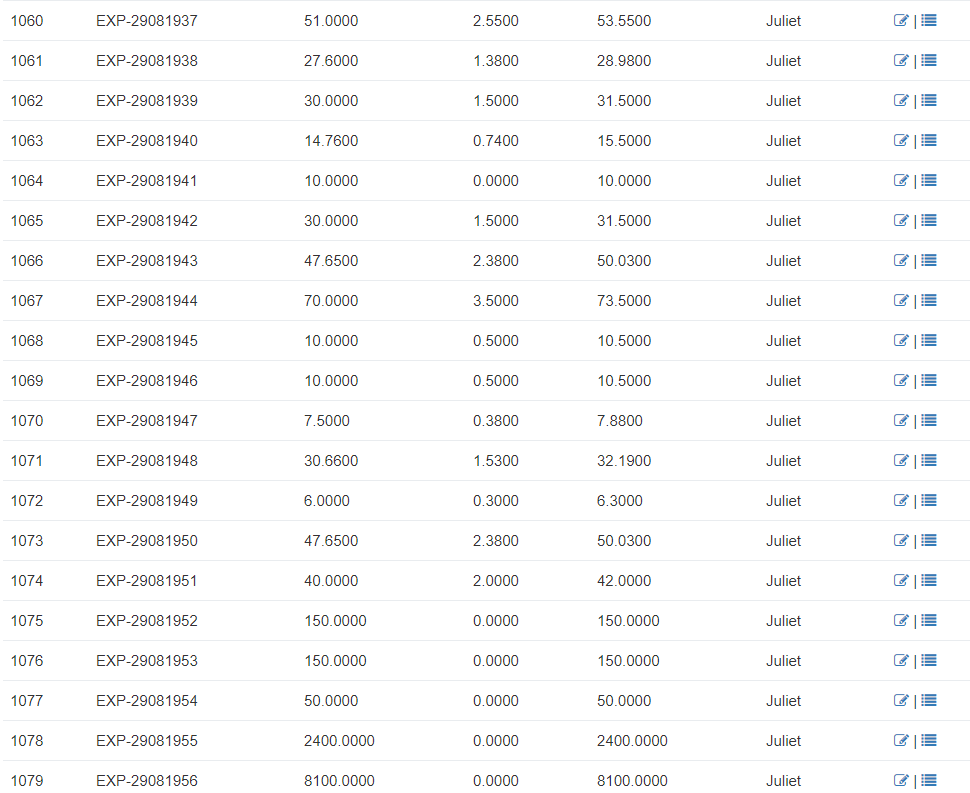 1060 EXP-29081937 51.0000 2.5500 53.5500 Juliet |
1061 EXP-29081938 27.6000 1.3800 28.9800 Juliet |
1062 EXP-29081939 30.0000 1.5000 31.5000 Juliet |
1063 EXP-29081940 14.7600 0.7400 15.5000 Juliet |
1064 EXP-29081941 10.0000 0.0000 10.0000 Juliet |
1065 EXP-29081942 30.0000 1.5000 31.5000 Juliet |
1066 EXP-29081943 47.6500 2.3800 50.0300 Juliet |
1067 EXP-29081944 70.0000 3.5000 73.5000 Juliet |
1068 EXP-29081945 10.0000 0.5000 10.5000 Juliet |
1069 EXP-29081946 10.0000 0.5000 10.5000 Juliet |
1070 EXP-29081947 7.5000 0.3800 7.8800 Juliet |
1071 EXP-29081948 30.6600 1.5300 32.1900 Juliet |
1072 EXP-29081949 6.0000 0.3000 6.3000 Juliet |
1073 EXP-29081950 47.6500 2.3800 50.0300 Juliet |
1074 EXP-29081951 40.0000 2.0000 42.0000 Juliet |
1075 EXP-29081952 150.0000 0.0000 150.0000 Juliet |
1076 EXP-29081953 150.0000 0.0000 150.0000 Juliet |
1077 EXP-29081954 50.0000 0.0000 50.0000 Juliet |
1078 EXP-29081955 2400.0000 0.0000 2400.0000 Juliet |
1079 EXP-29081956 8100.0000 0.0000 8100.0000 Juliet |